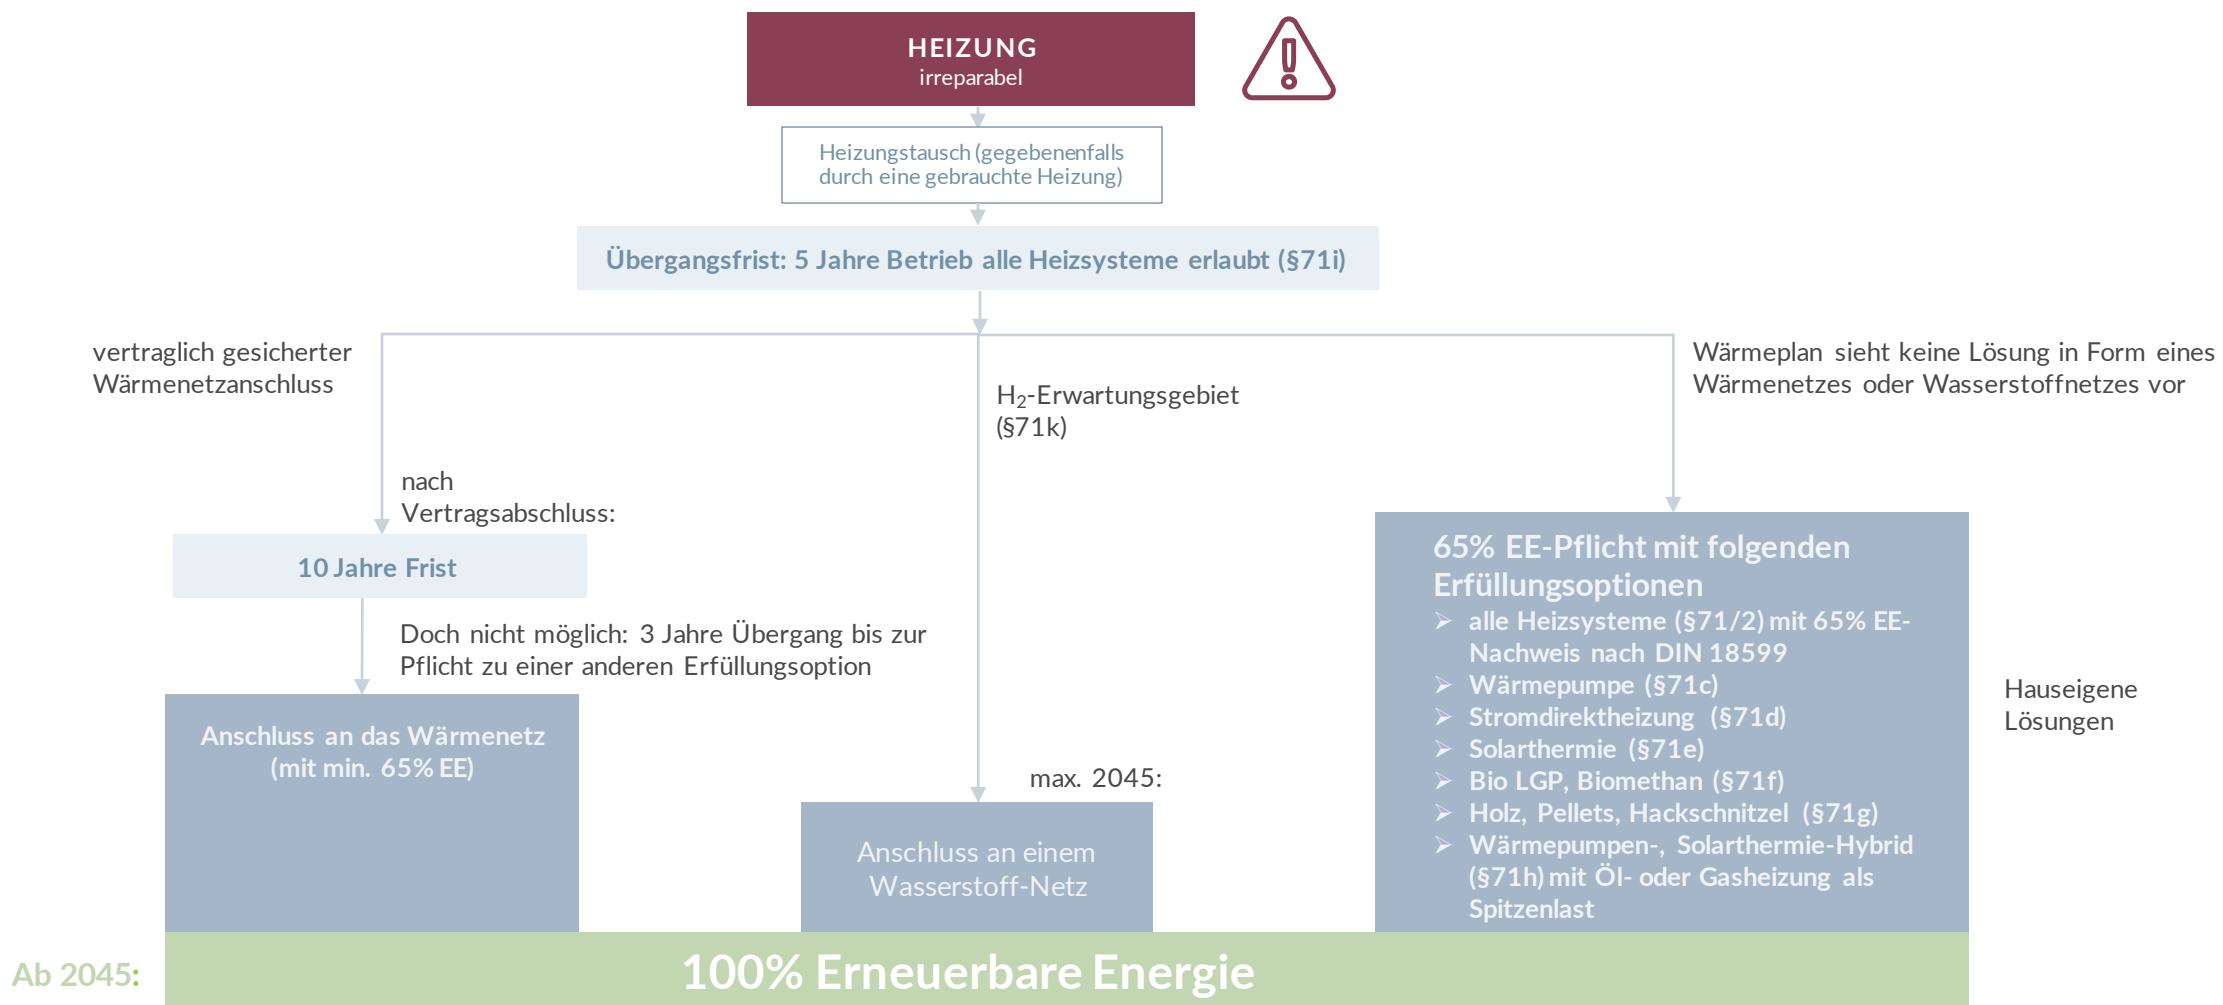 HEIZUNG
irreparabel
Heizungstausch (gegebenenfalls
durch eine gebrauchte Heizung)
Übergangsfrist: 5 Jahre Betrieb alle Heizsysteme erlaubt (§71i)
vertraglich gesicherter
Wärmenetzanschluss
H₂-Erwartungsgebiet
(§71k)
Wärmeplan sieht keine Lösung in Form eines
Wärmenetzes oder Wasserstoffnetzes vor
nach
Vertragsabschluss:
10 Jahre Frist
Doch nicht möglich: 3 Jahre Übergang bis zur
Pflicht zu einer anderen Erfüllungsoption
Anschluss an das Wärmenetz
(mit min. 65% EE)
max. 2045:
Anschluss an einem
Wasserstoff-Netz
65% EE-Pflicht mit folgenden
Erfüllungsoptionen
➢ alle Heizsysteme (§71/2) mit 65% EE-
Nachweis nach DIN 18599
➢ Wärmepumpe (§71c)
➢ Stromdirektheizung (§71d)
➢ Solarthermie (§71e)
➢ Bio LGP, Biomethan (§71f)
➢ Holz, Pellets, Hackschnitzel (§71g)
➢ Wärmepumpen-, Solarthermie-Hybrid
(§71h) mit Öl- oder Gasheizung als
Spitzenlast
Hauseigene
Lösungen
Ab 2045:
100% Erneuerbare Energie